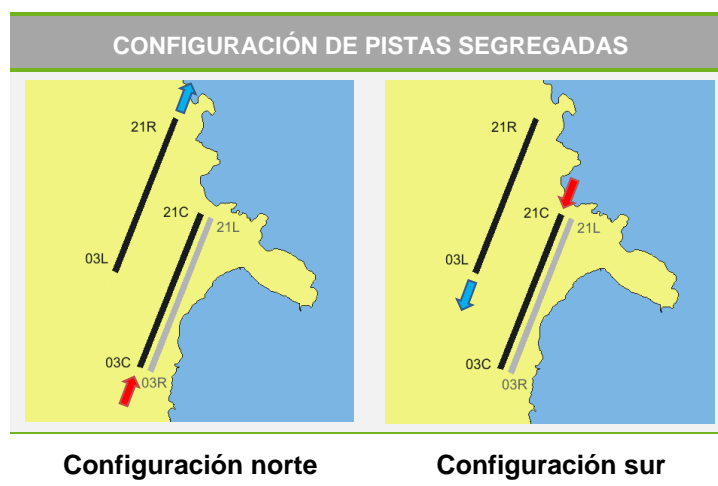 CONFIGURACIÓN DE PISTAS SEGREGADAS
21R
21C
21L
03L
03C
03R
21R
21C
21L
03L
03C
03R
Configuración norte
Configuración sur